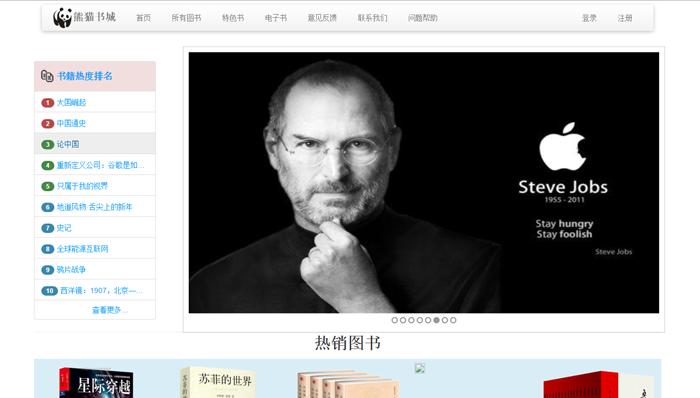 熊猫书城
首页 所有图书 特色书 电子书 意见反馈 联系我们 问题帮助 登录 注册
书籍热度排名
1 大国崛起
2 中国通史
3 论中国
4 重新定义公司：谷歌是如...
5 只属于我的视界
6 地道风物·舌尖上的新年
7 史记
8 全球能源互联网
9 鸦片战争
10 西洋镜：1907，北京—...
查看更多...
Steve Jobs
1955 - 2011
Stay hungry
Stay foolish
Steve Jobs
热销图书
星际穿越
苏菲的世界